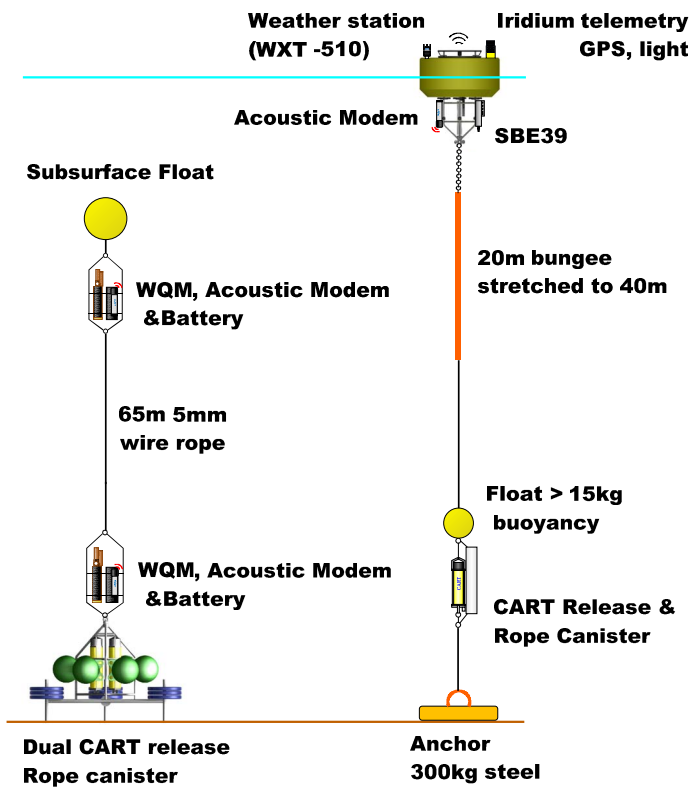 Weather station
(WXT -510)
Iridium telemetry
GPS, light
Acoustic Modem
SBE39
Subsurface Float
WQM, Acoustic Modem
&Battery
20m bungee
stretched to 40m
65m 5mm
wire rope
Float > 15kg
buoyancy
WQM, Acoustic Modem
&Battery
CART
CART Release &
Rope Canister
Dual CART release
Rope canister
Anchor
300kg steel